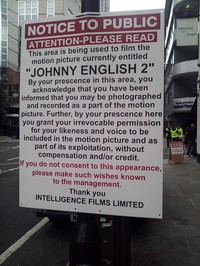 NOTICE TO PUBLIC
ATTENTION-PLEASE READ
This area is being used to film the
motion picture currently entitled
"JOHNNY ENGLISH 2"
By your prescence in this area, you
acknowledge that you have been
informed that you may be photographed
and recorded as a part of the motion
picture. Further, by your prescence here
you grant your irrevocable permission
for your likeness and voice to be
included in the motion picture and as
part of its exploitation, without
compensation and/or credit.
If you do not consent to this appearance,
please make such wishes known
to the management.
Thank you
INTELLIGENCE FILMS LIMITED